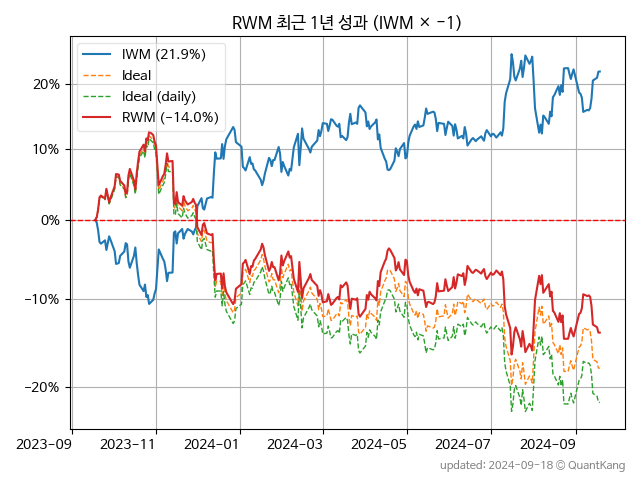 RWM 최근 1년 성과 (IWM × −1)
IWM (21.9%)
Ideal
Ideal (daily)
RWM (−14.0%)
20%
10%
0%
−10%
−20%
2023-09 2023-11 2024-01 2024-03 2024-05 2024-07 2024-09
updated: 2024-09-18 © QuantKang